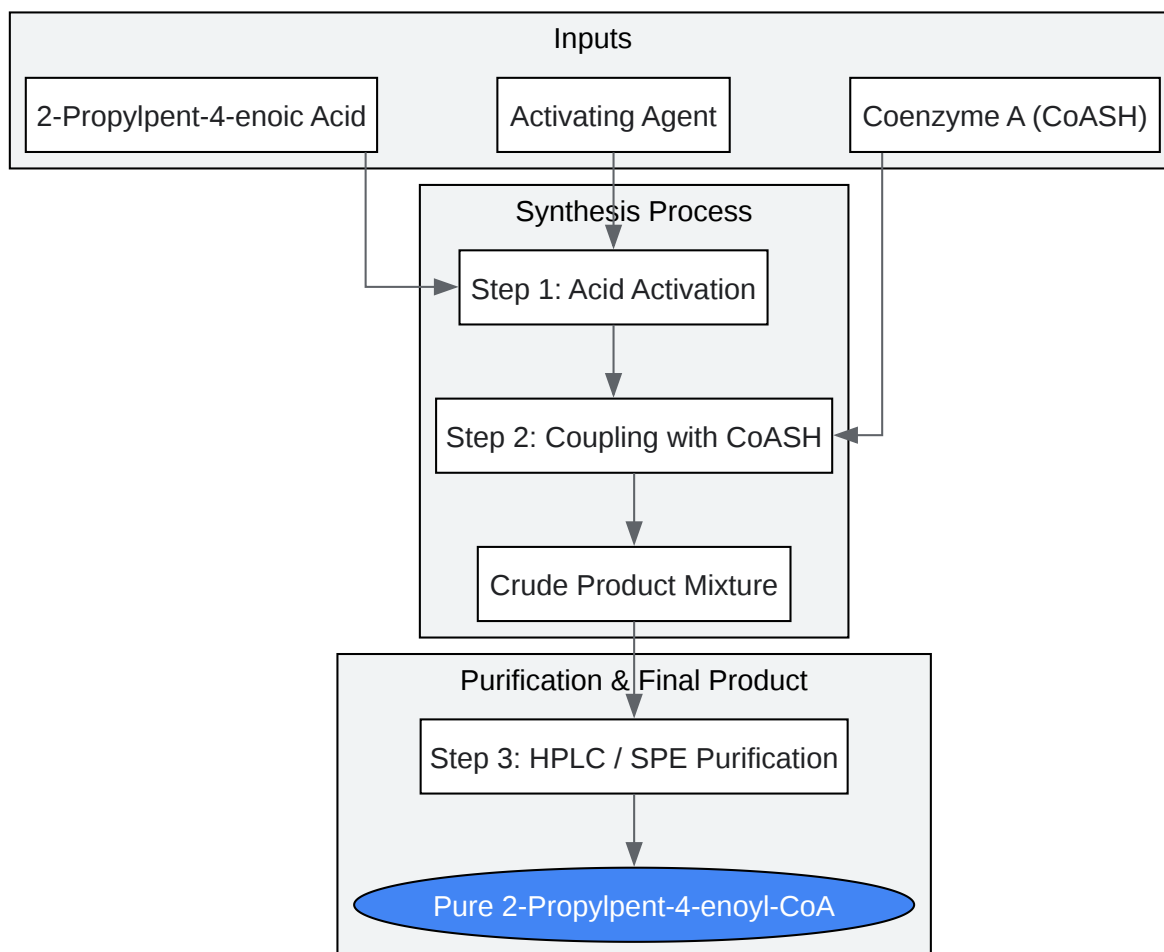 Inputs
2-Propylpent-4-enoic Acid
Activating Agent
Coenzyme A (CoASH)
Synthesis Process
Step 1: Acid Activation
Step 2: Coupling with CoASH
Crude Product Mixture
Purification & Final Product
Step 3: HPLC / SPE Purification
Pure 2-Propylpent-4-enoyl-CoA